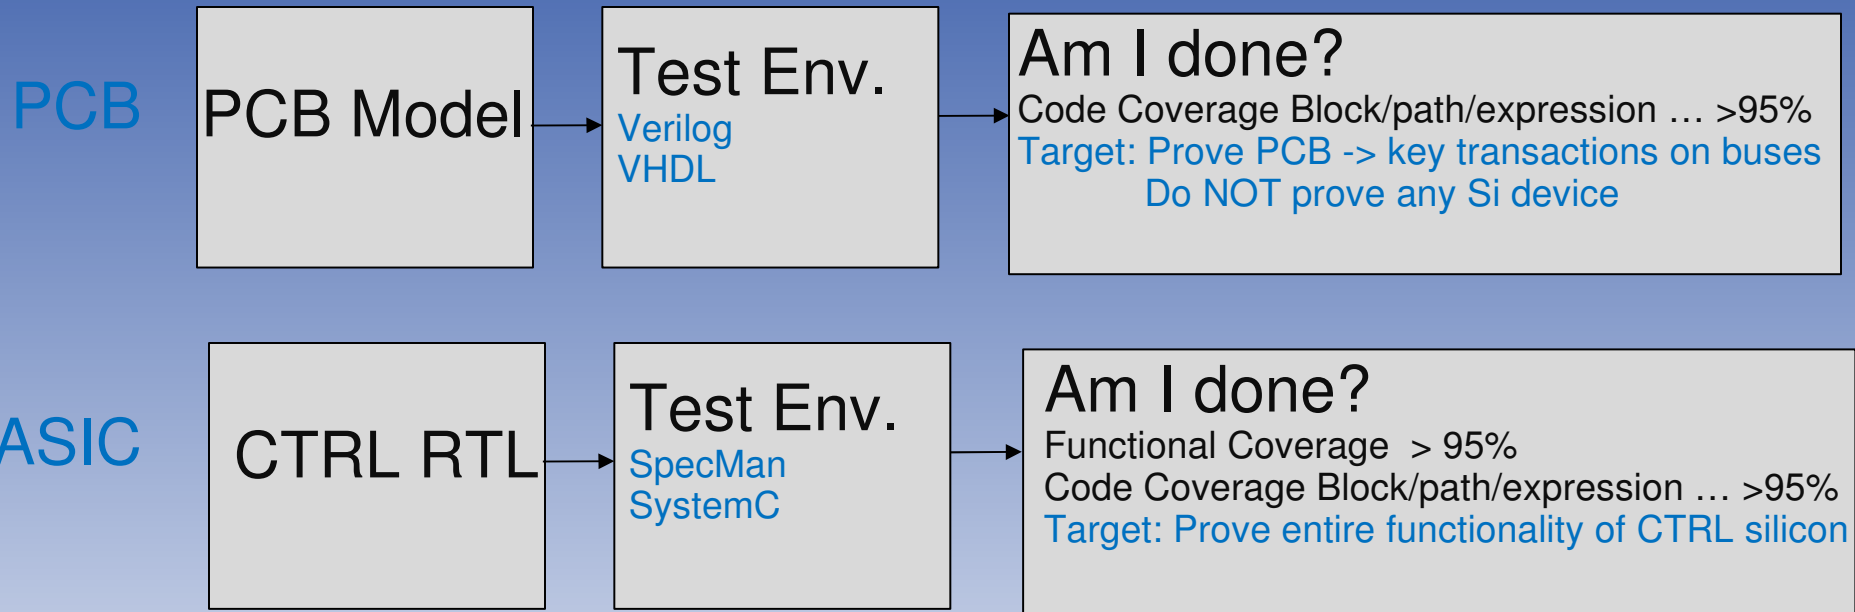 PCB
PCB Model
Test Env.
Verilog
VHDL
Am I done?
Code Coverage Block/path/expression … >95%
Target: Prove PCB -> key transactions on buses
Do NOT prove any Si device
ASIC
CTRL RTL
Test Env.
SpecMan
SystemC
Am I done?
Functional Coverage > 95%
Code Coverage Block/path/expression … >95%
Target: Prove entire functionality of CTRL silicon